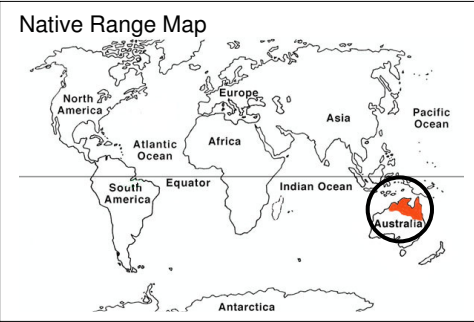 Native Range Map
North
America
Europe
Asia
Pacific
Ocean
Atlantic
Ocean
Africa
South
America
Equator
Indian Ocean
Australia
Antarctica